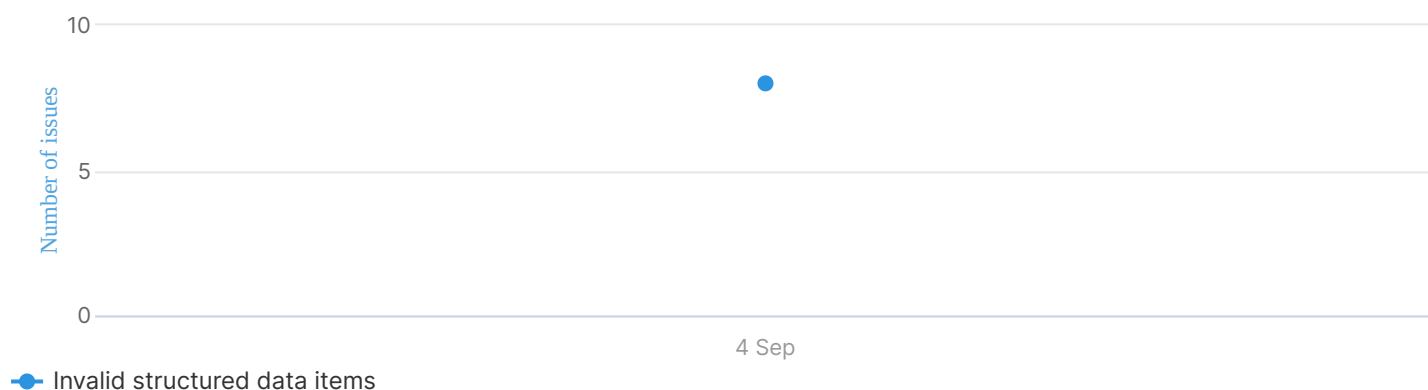 10
Number of issues
5
0
4 Sep
Invalid structured data items